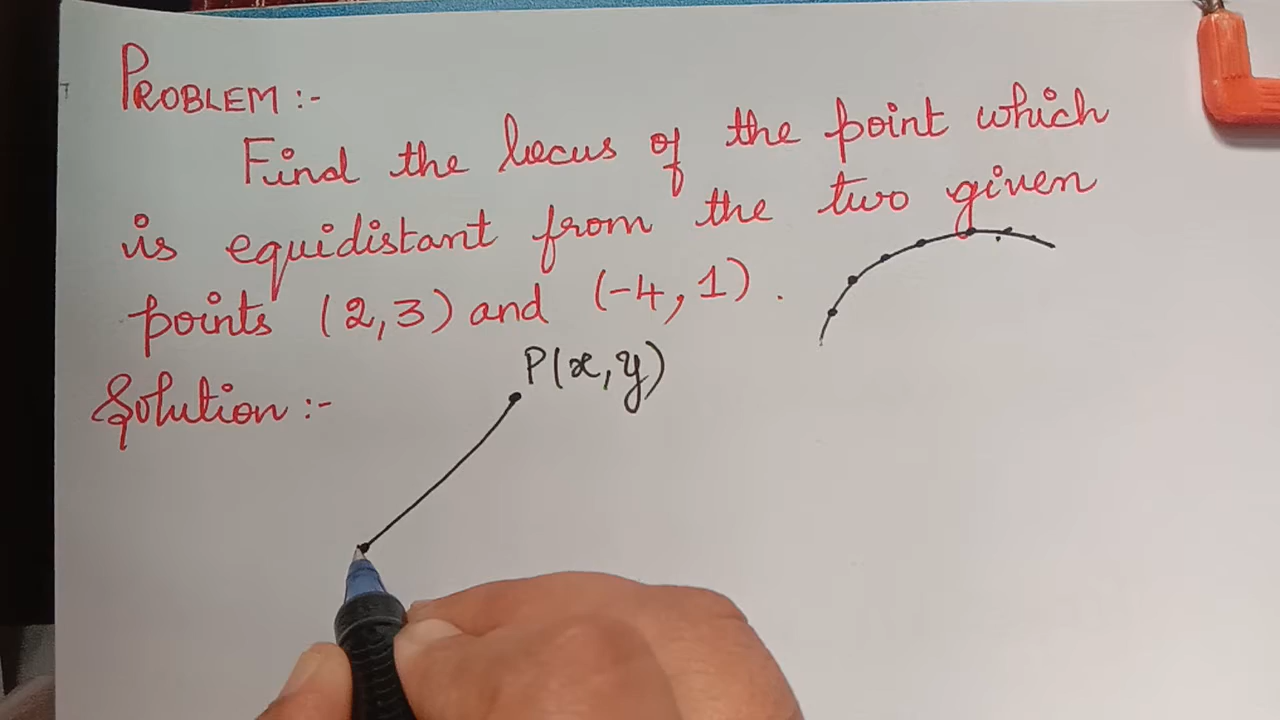 PROBLEM :-
Find the locus of the point which
is equidistant from the two given
points (2,3) and (-4,1).
P(x,y)
Solution :-